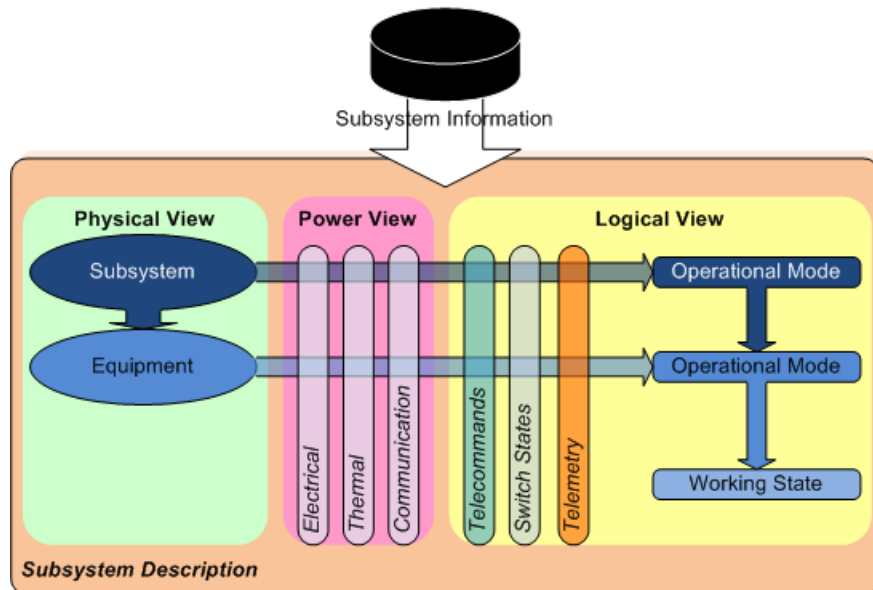 Subsystem Information
Physical View
Power View
Logical View
Subsystem
Operational Mode
Equipment
Operational Mode
Electrical
Thermal
Communication
Telecommands
Switch States
Telemetry
Working State
Subsystem Description